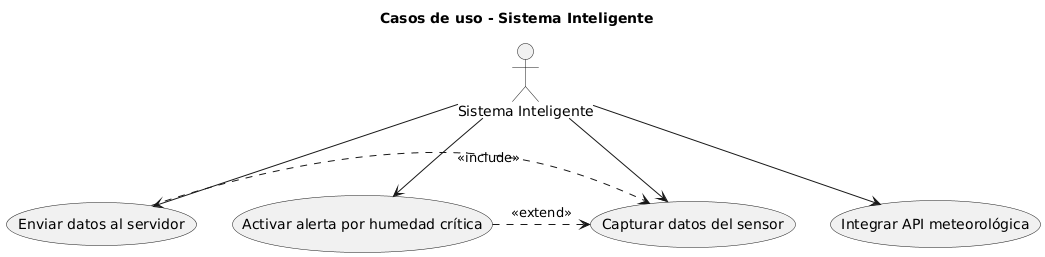 Casos de uso - Sistema Inteligente
Sistema Inteligente
«include»
«extend»
Enviar datos al servidor
Activar alerta por humedad crítica
Capturar datos del sensor
Integrar API meteorológica